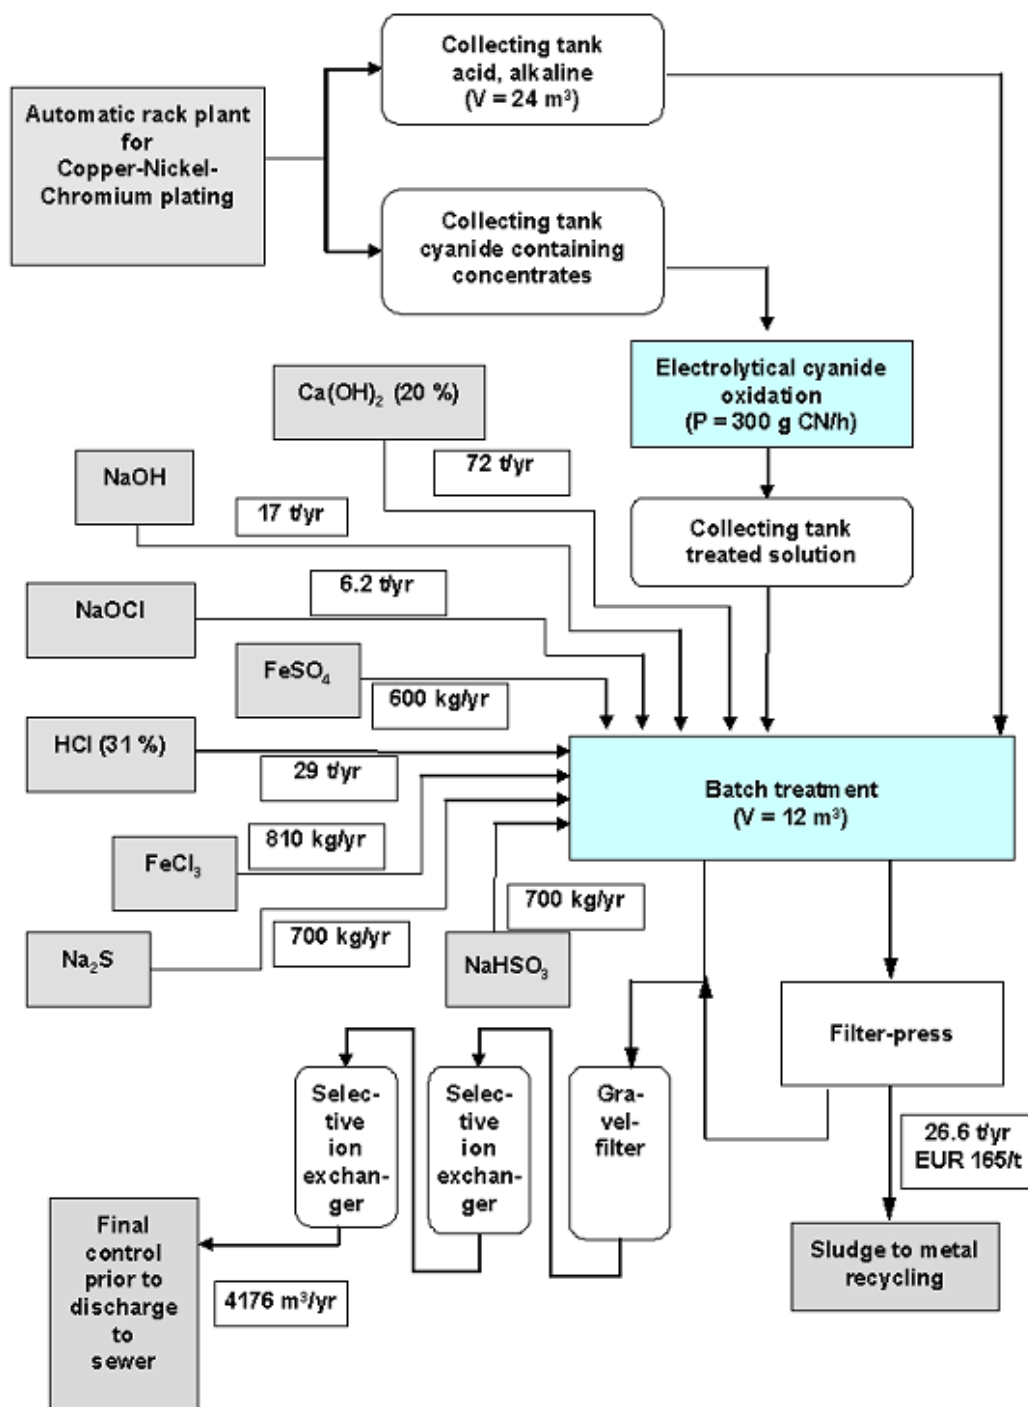 Collecting tank
acid, alkaline
(V = 24 m³)
Automatic rack plant
for
Copper-Nickel-
Chromium plating
Collecting tank
cyanide containing
concentrates
Electrolytical cyanide
oxidation
(P = 300 g CN/h)
Ca(OH)₂ (20 %)
72 t/yr
NaOH
17 t/yr
Collecting tank
treated solution
6.2 t/yr
NaOCl
FeSO₄
600 kg/yr
HCl (31 %)
29 t/yr
Batch treatment
(V = 12 m³)
810 kg/yr
FeCl₃
700 kg/yr
700 kg/yr
Na₂S
NaHSO₃
Filter-press
Selec-
tive
ion
exchan-
ger
Selec-
tive
ion
exchan-
ger
Gra-
vel-
filter
26.6 t/yr
EUR 165/t
Final
control
prior to
discharge
to
sewer
4176 m³/yr
Sludge to metal
recycling